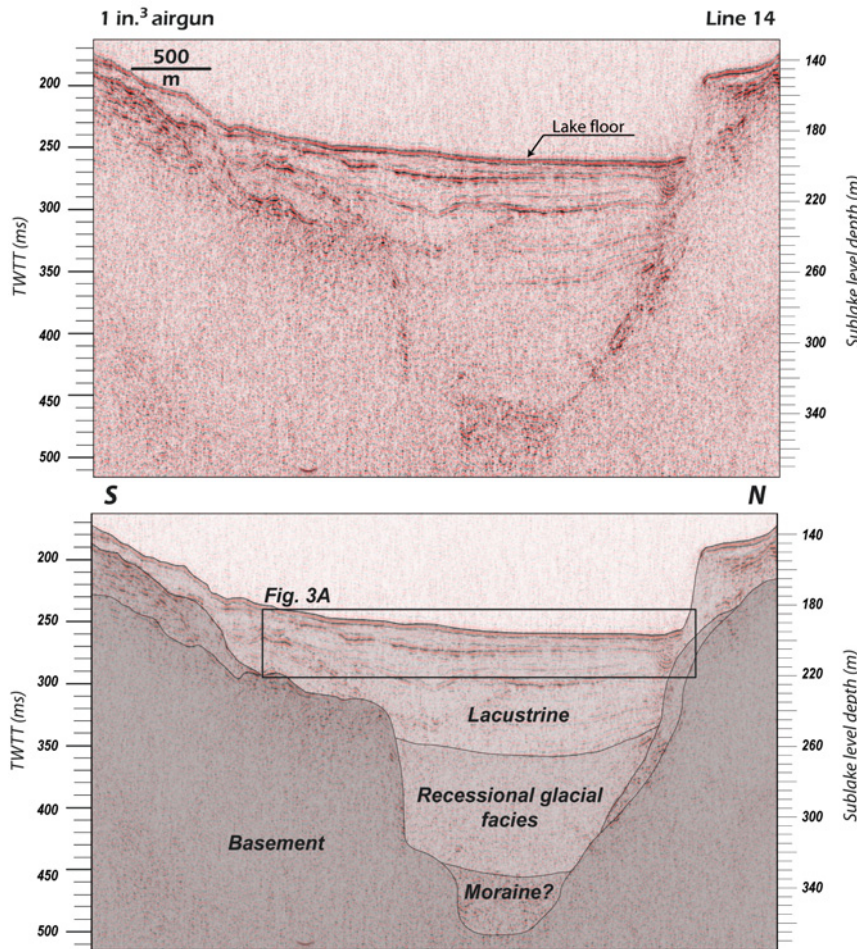 1 in.³ airgun
Line 14
500
m
Lake floor
TWTT (ms)
200
250
300
350
400
450
500
Sublake level depth (m)
140
180
220
260
300
340
S
N
Fig. 3A
Lacustrine
Recessional glacial
facies
Basement
Moraine?
TWTT (ms)
200
250
300
350
400
450
500
Sublake level depth (m)
140
180
220
260
300
340